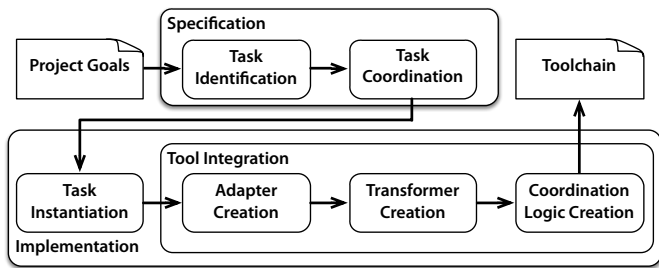 Specification
Project Goals
Task
Identification
Task
Coordination
Toolchain
Tool Integration
Task
Instantiation
Adapter
Creation
Transformer
Creation
Coordination
Logic Creation
Implementation